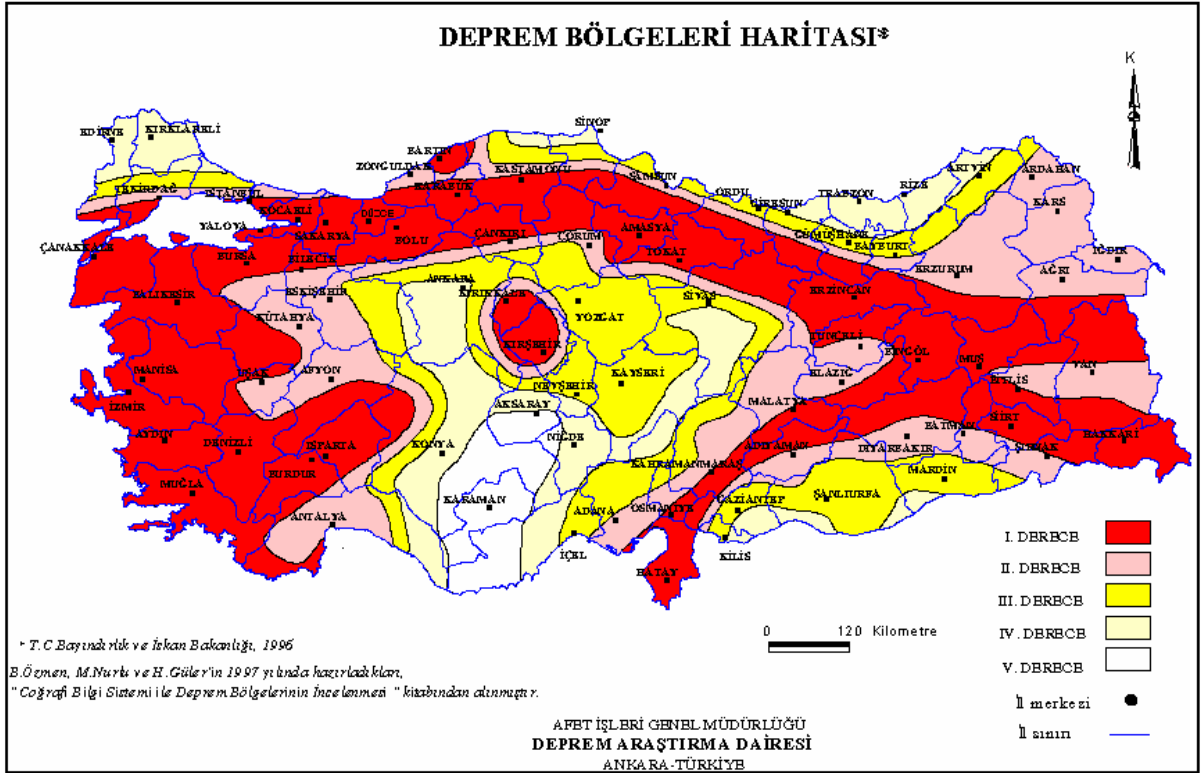 DEPREM BÖLGELERİ HARİTASI*
K
SİNOP
EDİRNE
KIRKLARELİ
BARTIN
ZONGULDAK
KASTAMONU
KARABÜK
SAMSUN
ORDU
GİRESUN
TRABZON
RİZE
ARTVİN
ARDAHAN
KARS
TEKİRDAĞ
İSTANBUL
KOCAELİ
YALOVA
SAKARYA
DÜZCE
BOLU
ÇANKIRI
ÇORUM
AMASYA
TOKAT
GÜMÜŞHANE
BAYBURT
ERZURUM
IĞDIR
AĞRI
ÇANAKKALE
BURSA
BİLECİK
ESKİŞEHİR
ANKARA
KIRIKKALE
YOZGAT
SİVAS
ERZİNCAN
BALIKESİR
KÜTAHYA
KIRŞEHİR
TUNCELİ
BİNGÖL
MUŞ
VAN
MANİSA
UŞAK
AFYON
NEVŞEHİR
KAYSERİ
ELAZIĞ
BİTLİS
İZMİR
AKSARAY
MALATYA
SİİRT
AYDIN
DENİZLİ
ISPARTA
KONYA
NİĞDE
ADIYAMAN
DİYARBAKIR
BATMAN
ŞIRNAK
HAKKARİ
BURDUR
KAHRAMANMARAŞ
MARDİN
MUĞLA
KARAMAN
GAZİANTEP
ŞANLIURFA
ANTALYA
ADANA
OSMANİYE
İÇEL
KİLİS
HATAY
I. DERECE
II. DERECE
III. DERECE
IV. DERECE
V. DERECE
İl merkezi
İl sınırı
0 120 Kilometre
* T.C.Bayındırlık ve İskan Bakanlığı, 1996
B.Özmen, M.Nurlu ve H.Güler'in 1997 yılında hazırladıkları,
"Coğrafi Bilgi Sistemi ile Deprem Bölgelerinin İncelenmesi " kitabından alınmıştır.
AFET İŞLERİ GENEL MÜDÜRLÜĞÜ
DEPREM ARAŞTIRMA DAİRESİ
ANKARA-TÜRKİYE